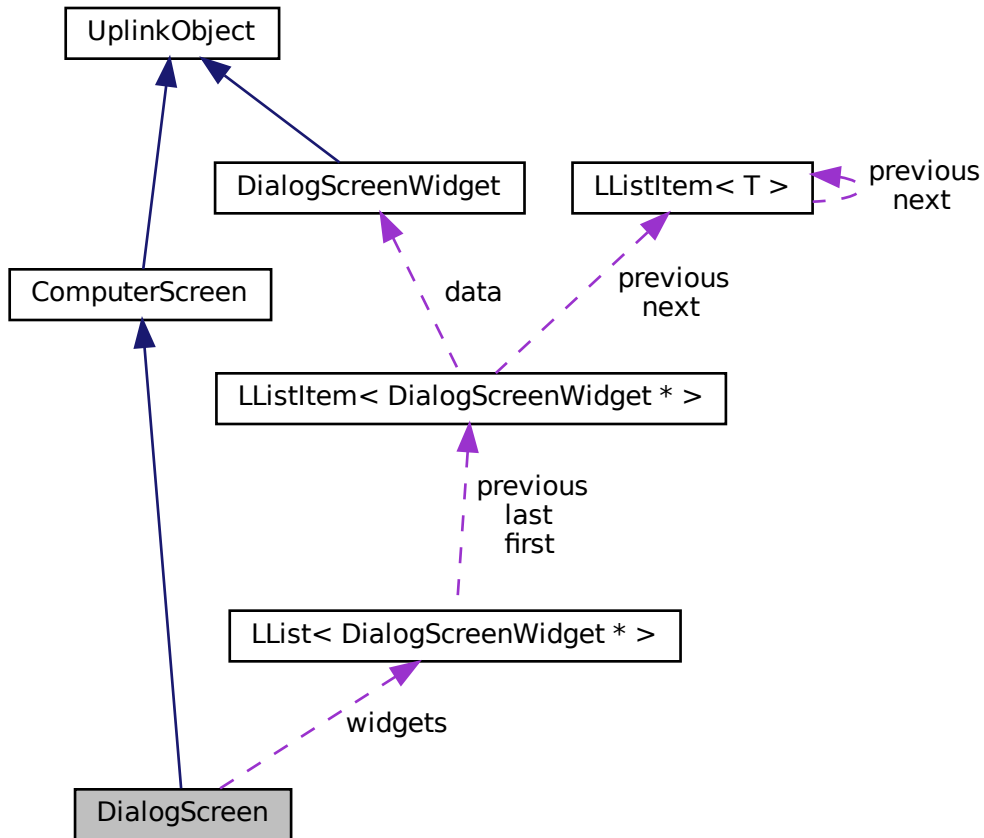 UplinkObject
DialogScreenWidget
LListItem< T >
previous
next
ComputerScreen
data
previous
next
LListItem< DialogScreenWidget * >
previous
last
first
LList< DialogScreenWidget * >
widgets
DialogScreen